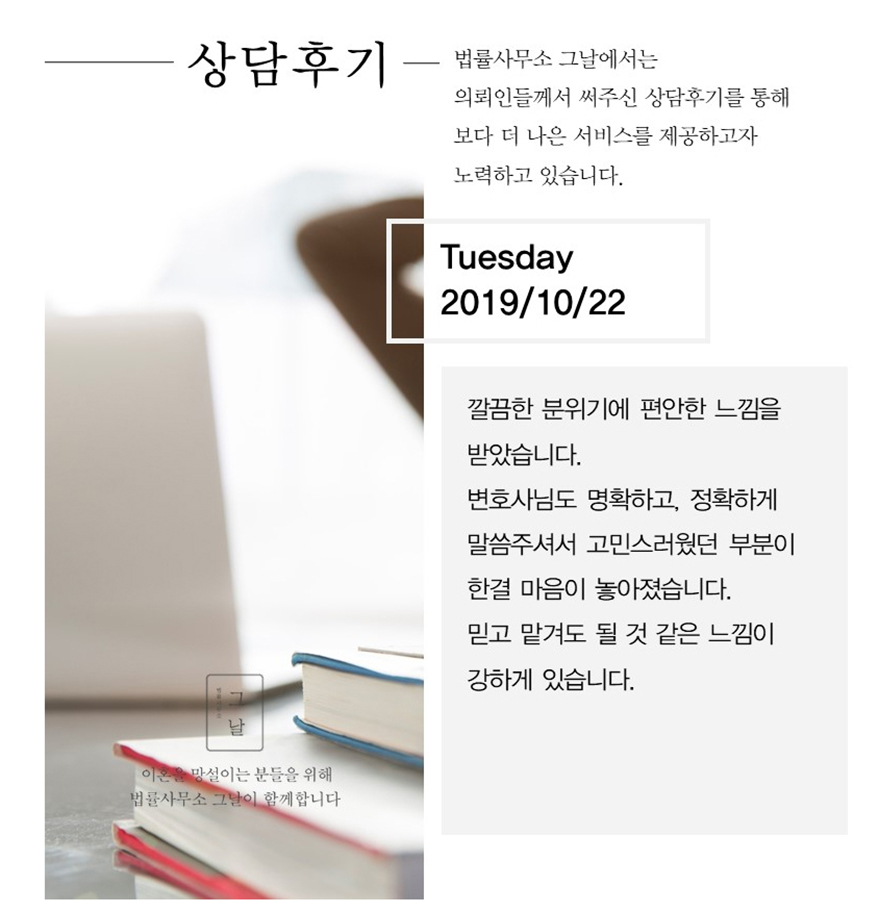 상담후기
법률사무소 그날에서는
의뢰인들께서 써주신 상담후기를 통해
보다 더 나은 서비스를 제공하고자
노력하고 있습니다.
Tuesday
2019/10/22
깔끔한 분위기에 편안한 느낌을
받았습니다.
변호사님도 명확하고, 정확하게
말씀주셔서 고민스러웠던 부분이
한결 마음이 놓아졌습니다.
믿고 맡겨도 될 것 같은 느낌이
강하게 있습니다.
법률사무소
그날
이혼을 망설이는 분들을 위해
법률사무소 그날이 함께합니다